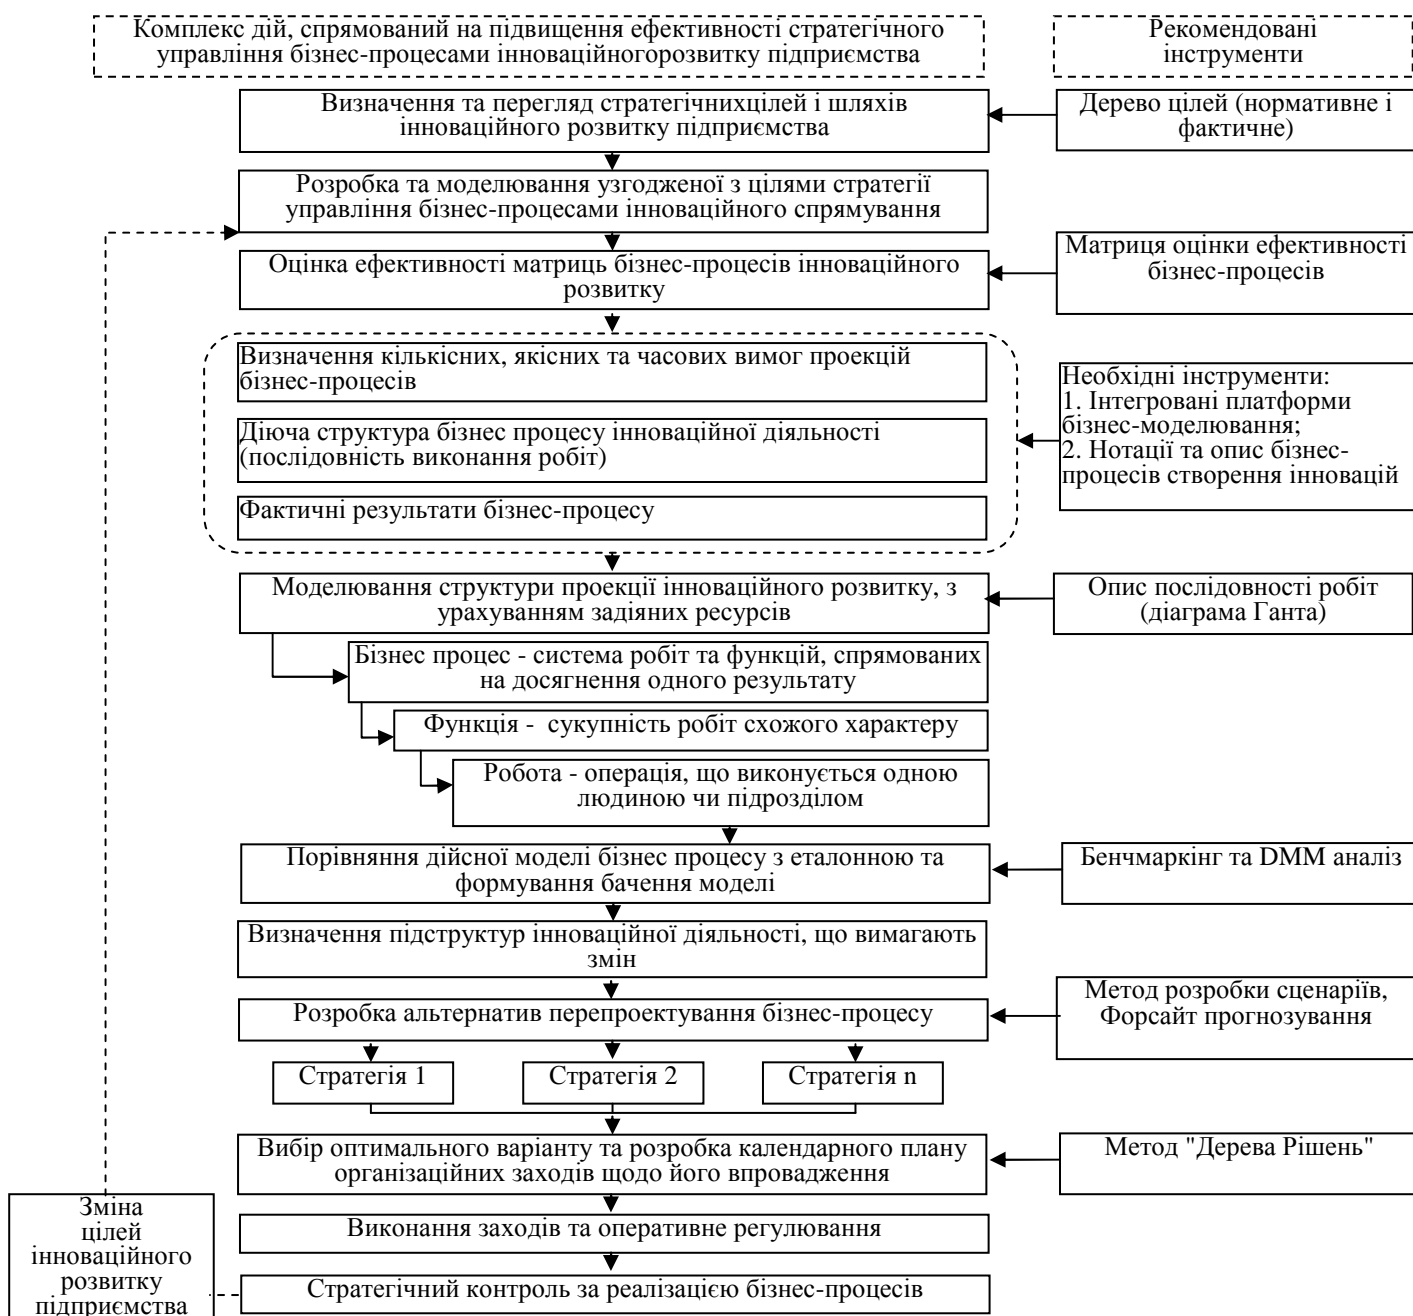 Комплекс дій, спрямований на підвищення ефективності стратегічного
управління бізнес-процесами інноваційногорозвитку підприємства
Рекомендовані
інструменти
Визначення та перегляд стратегічнихцілей і шляхів
інноваційного розвитку підприємства
Дерево цілей (нормативне і
фактичне)
Розробка та моделювання узгодженої з цілями стратегії
управління бізнес-процесами інноваційного спрямування
Оцінка ефективності матриць бізнес-процесів інноваційного
розвитку
Матриця оцінки ефективності
бізнес-процесів
Визначення кількісних, якісних та часових вимог проекцій
бізнес-процесів
Діюча структура бізнес процесу інноваційної діяльності
(послідовність виконання робіт)
Фактичні результати бізнес-процесу
Необхідні інструменти:
1. Інтегровані платформи
бізнес-моделювання;
2. Нотації та опис бізнес-
процесів створення інновацій
Моделювання структури проекції інноваційного розвитку, з
урахуванням задіяних ресурсів
Опис послідовності робіт
(діаграма Ганта)
Бізнес процес - система робіт та функцій, спрямованих
на досягнення одного результату
Функція - сукупність робіт схожого характеру
Робота - операція, що виконується одною
людиною чи підрозділом
Порівняння дійсної моделі бізнес процесу з еталонною та
формування бачення моделі
Бенчмаркінг та DMM аналіз
Визначення підструктур інноваційної діяльності, що вимагають
змін
Розробка альтернатив перепроектування бізнес-процесу
Метод розробки сценаріїв,
Форсайт прогнозування
Стратегія 1
Стратегія 2
Стратегія n
Вибір оптимального варіанту та розробка календарного плану
організаційних заходів щодо його впровадження
Метод "Дерева Рішень"
Зміна
цілей
інноваційного
розвитку
підприємства
Виконання заходів та оперативне регулювання
Стратегічний контроль за реалізацією бізнес-процесів